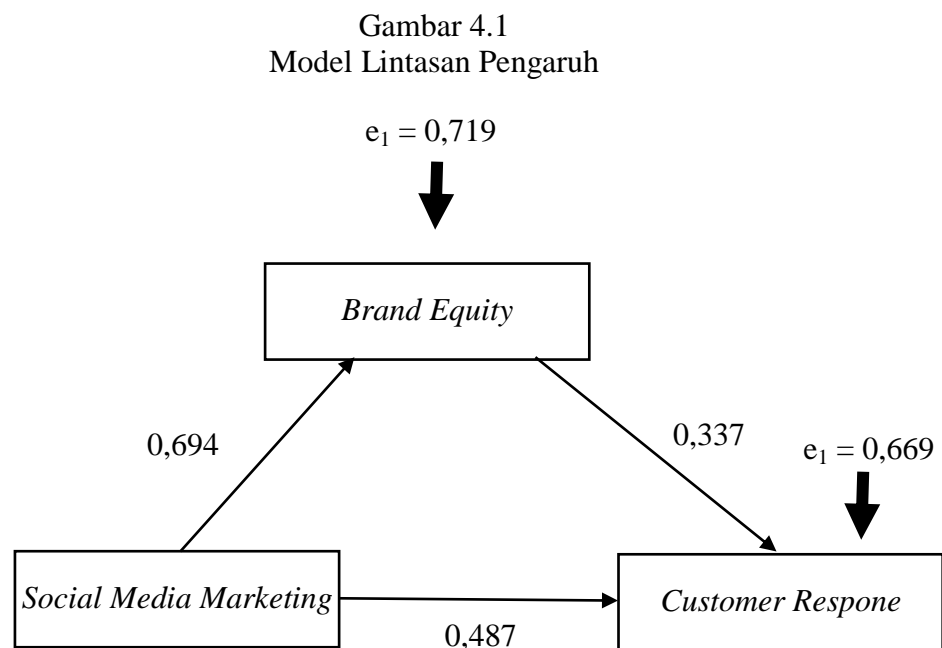 Gambar 4.1
Model Lintasan Pengaruh
e₁ = 0,719
Brand Equity
0,694
0,337
e₁ = 0,669
Social Media Marketing
Customer Respone
0,487